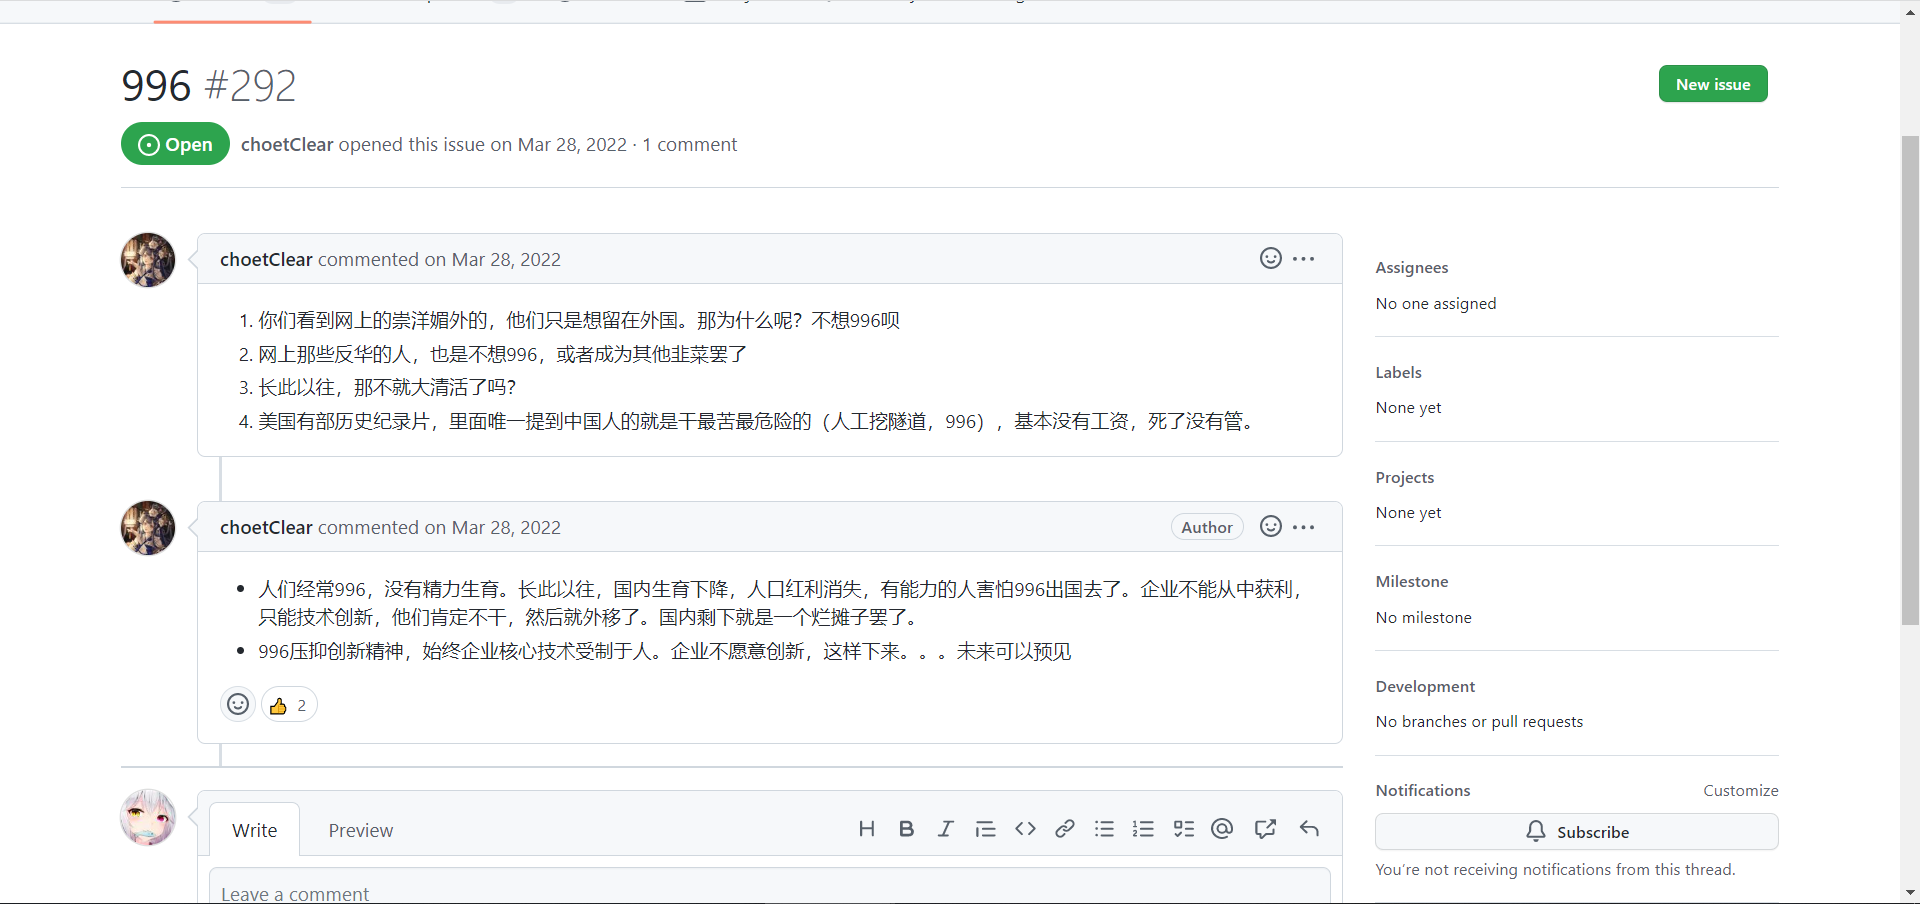 996 #292
New issue
Open
choetClear opened this issue on Mar 28, 2022 · 1 comment
choetClear commented on Mar 28, 2022
1. 你们看到网上的崇洋媚外的，他们只是想留在外国。那为什么呢？不想996呗
2. 网上那些反华的人，也是不想996，或者成为其他韭菜罢了
3. 长此以往，那不就大清活了吗？
4. 美国有部历史纪录片，里面唯一提到中国人的就是干最苦最危险的（人工挖隧道，996），基本没有工资，死了没有管。
choetClear commented on Mar 28, 2022
Author
• 人们经常996，没有精力生育。长此以往，国内生育下降，人口红利消失，有能力的人害怕996出国去了。企业不能从中获利，
只能技术创新，他们肯定不干，然后就外移了。国内剩下就是一个烂摊子罢了。
• 996压抑创新精神，始终企业核心技术受制于人。企业不愿意创新，这样下来。。。未来可以预见
👍 2
Write
Preview
Leave a comment
Assignees
No one assigned
Labels
None yet
Projects
None yet
Milestone
No milestone
Development
No branches or pull requests
Notifications
Customize
Subscribe
You're not receiving notifications from this thread.